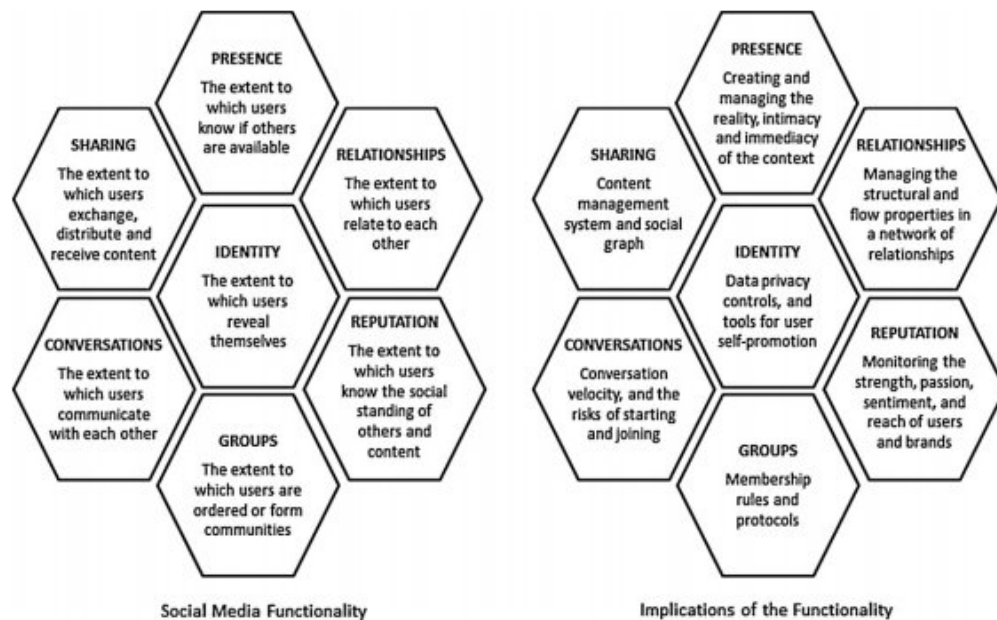 PRESENCE
The extent to
which users
know if others
are available
SHARING
The extent to
which users
exchange,
distribute and
receive content
RELATIONSHIPS
The extent to
which users
relate to each
other
IDENTITY
The extent to
which users
reveal
themselves
CONVERSATIONS
The extent to
which users
communicate
with each other
REPUTATION
The extent to
which users
know the social
standing of
others and
content
GROUPS
The extent to
which users are
ordered or form
communities
Social Media Functionality
PRESENCE
Creating and
managing the
reality, intimacy
and immediacy
of the context
SHARING
Content
management
system and social
graph
RELATIONSHIPS
Managing the
structural and
flow properties in
a network of
relationships
IDENTITY
Data privacy
controls, and
tools for user
self-promotion
CONVERSATIONS
Conversation
velocity, and the
risks of starting
and joining
REPUTATION
Monitoring the
strength, passion,
sentiment, and
reach of users
and brands
GROUPS
Membership
rules and
protocols
Implications of the Functionality